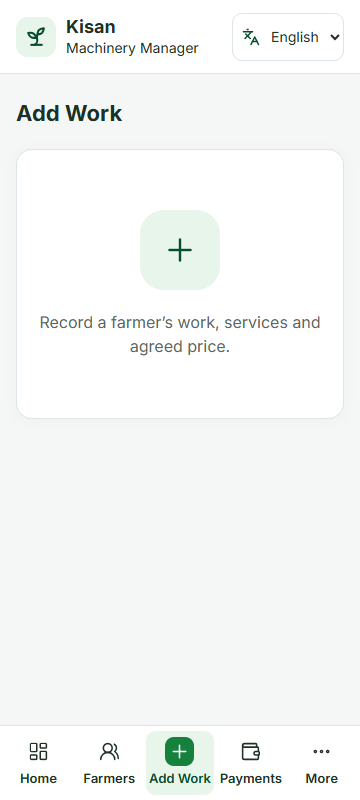 Kisan
Machinery Manager
English
Add Work
Record a farmer’s work, services and
agreed price.
Home
Farmers
Add Work
Payments
More